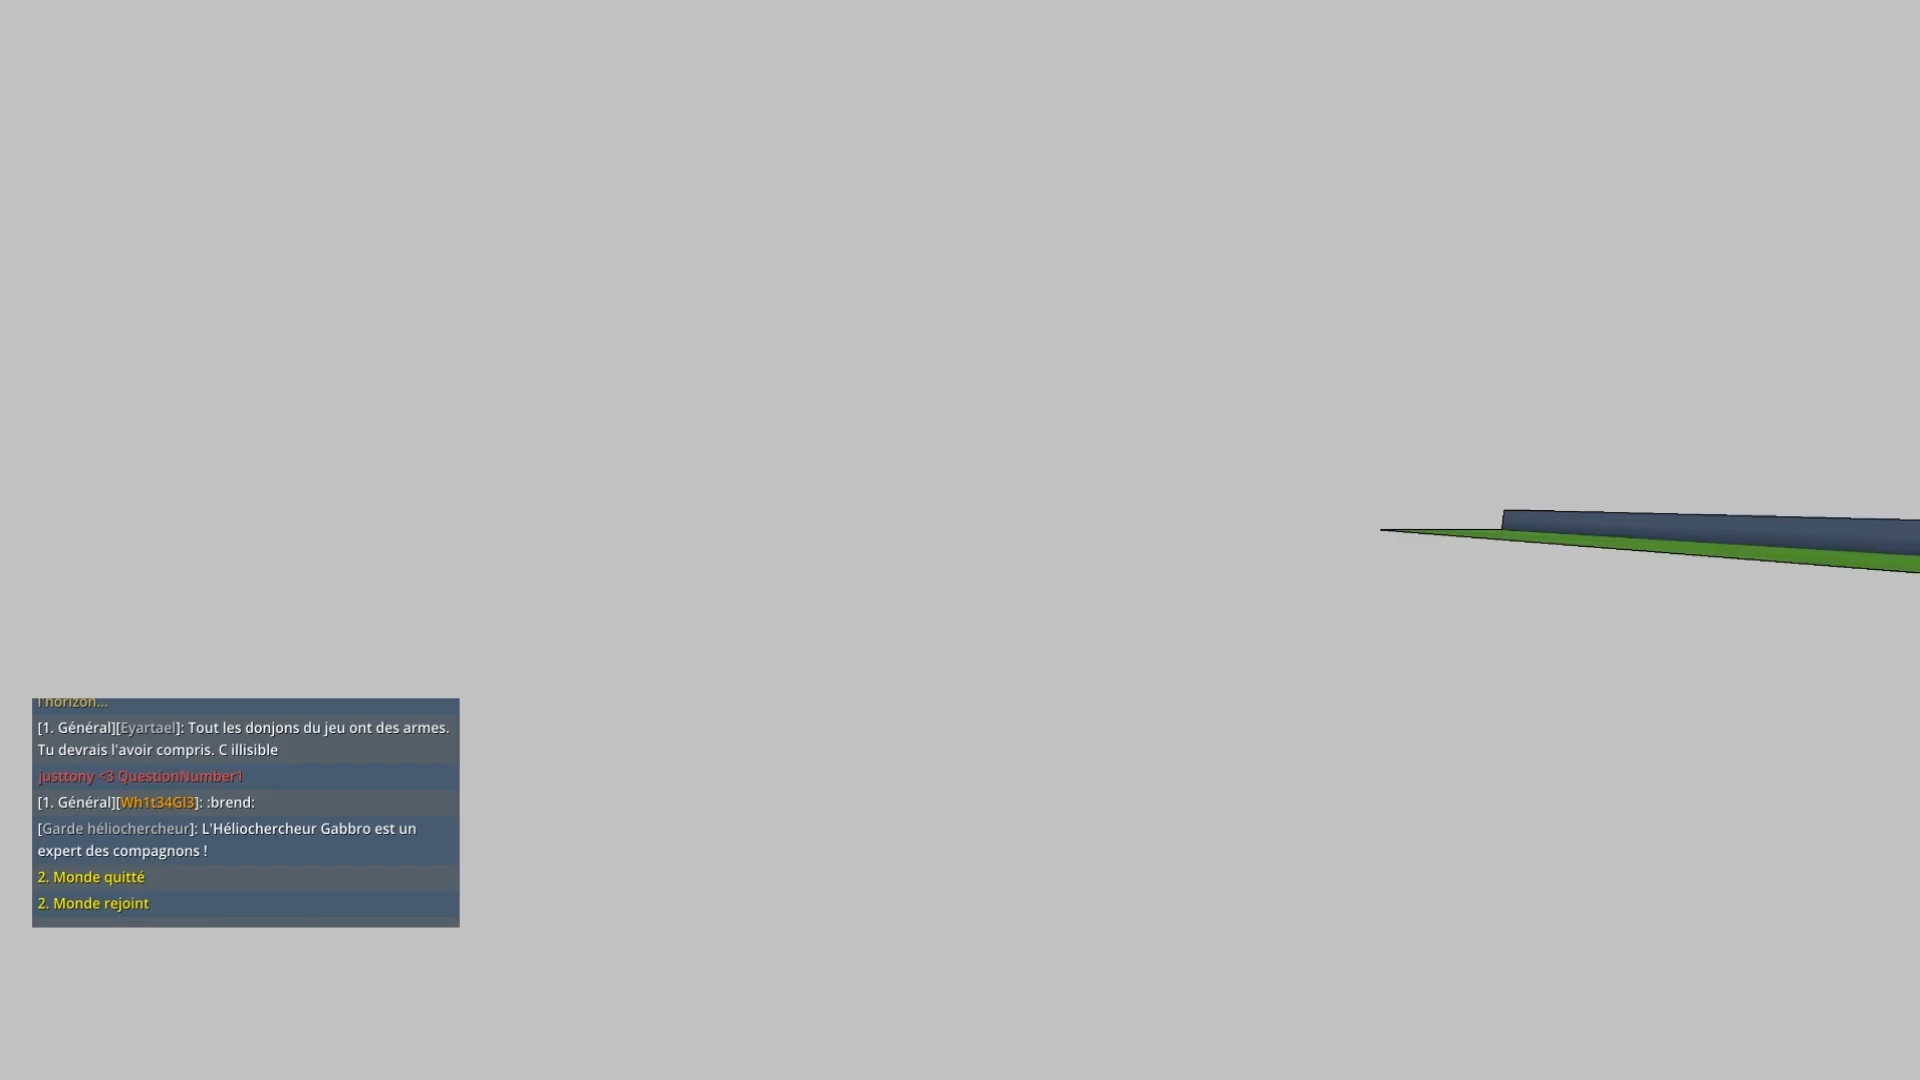 l'horizon...
[1. Général][Eyartael]: Tout les donjons du jeu ont des armes.
Tu devrais l'avoir compris. C illisible
justtony <3 QuestionNumber1
[1. Général][Wh1t34Gl3]: :brend:
[Garde héliochercheur]: L'Héliochercheur Gabbro est un
expert des compagnons !
2. Monde quitté
2. Monde rejoint